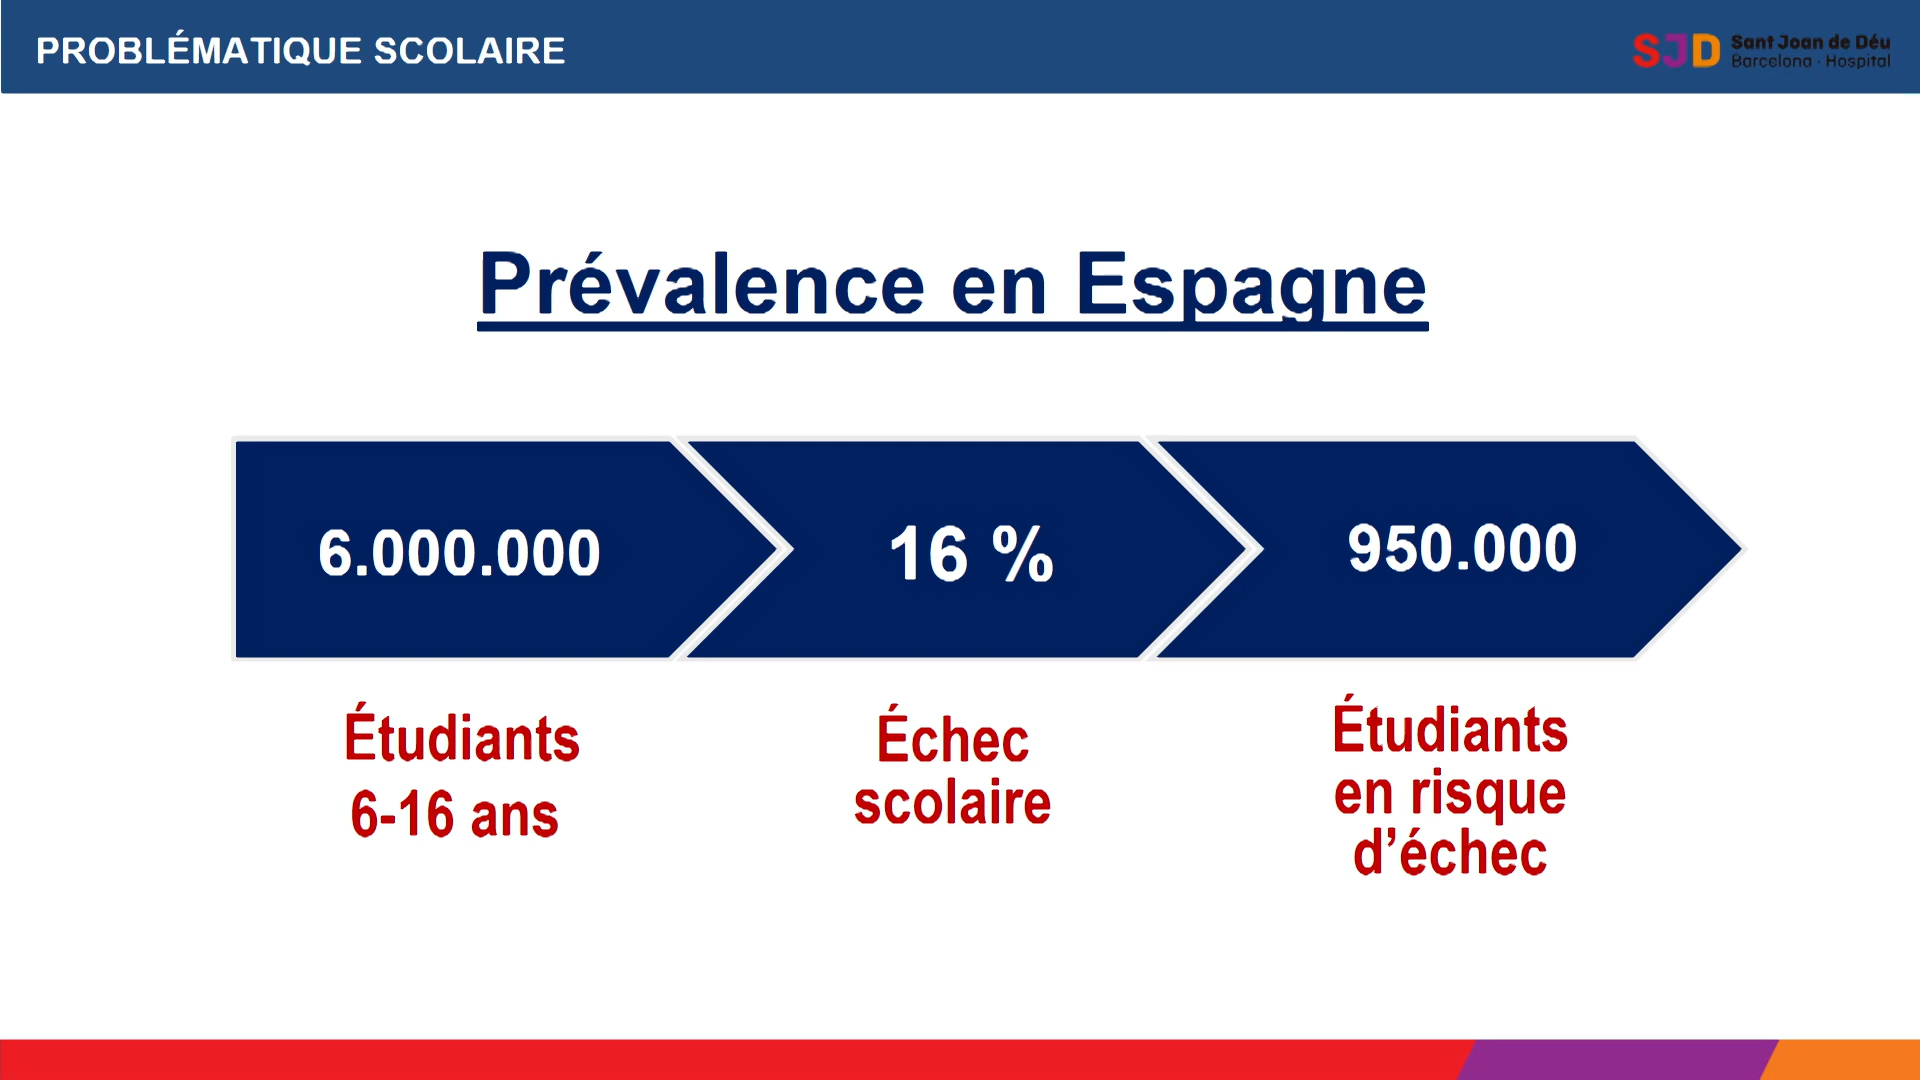 PROBLÉMATIQUE SCOLAIRE
SJD Sant Joan de Déu
Barcelona · Hospital
Prévalence en Espagne
6.000.000
16 %
950.000
Étudiants
6-16 ans
Échec
scolaire
Étudiants
en risque
d’échec